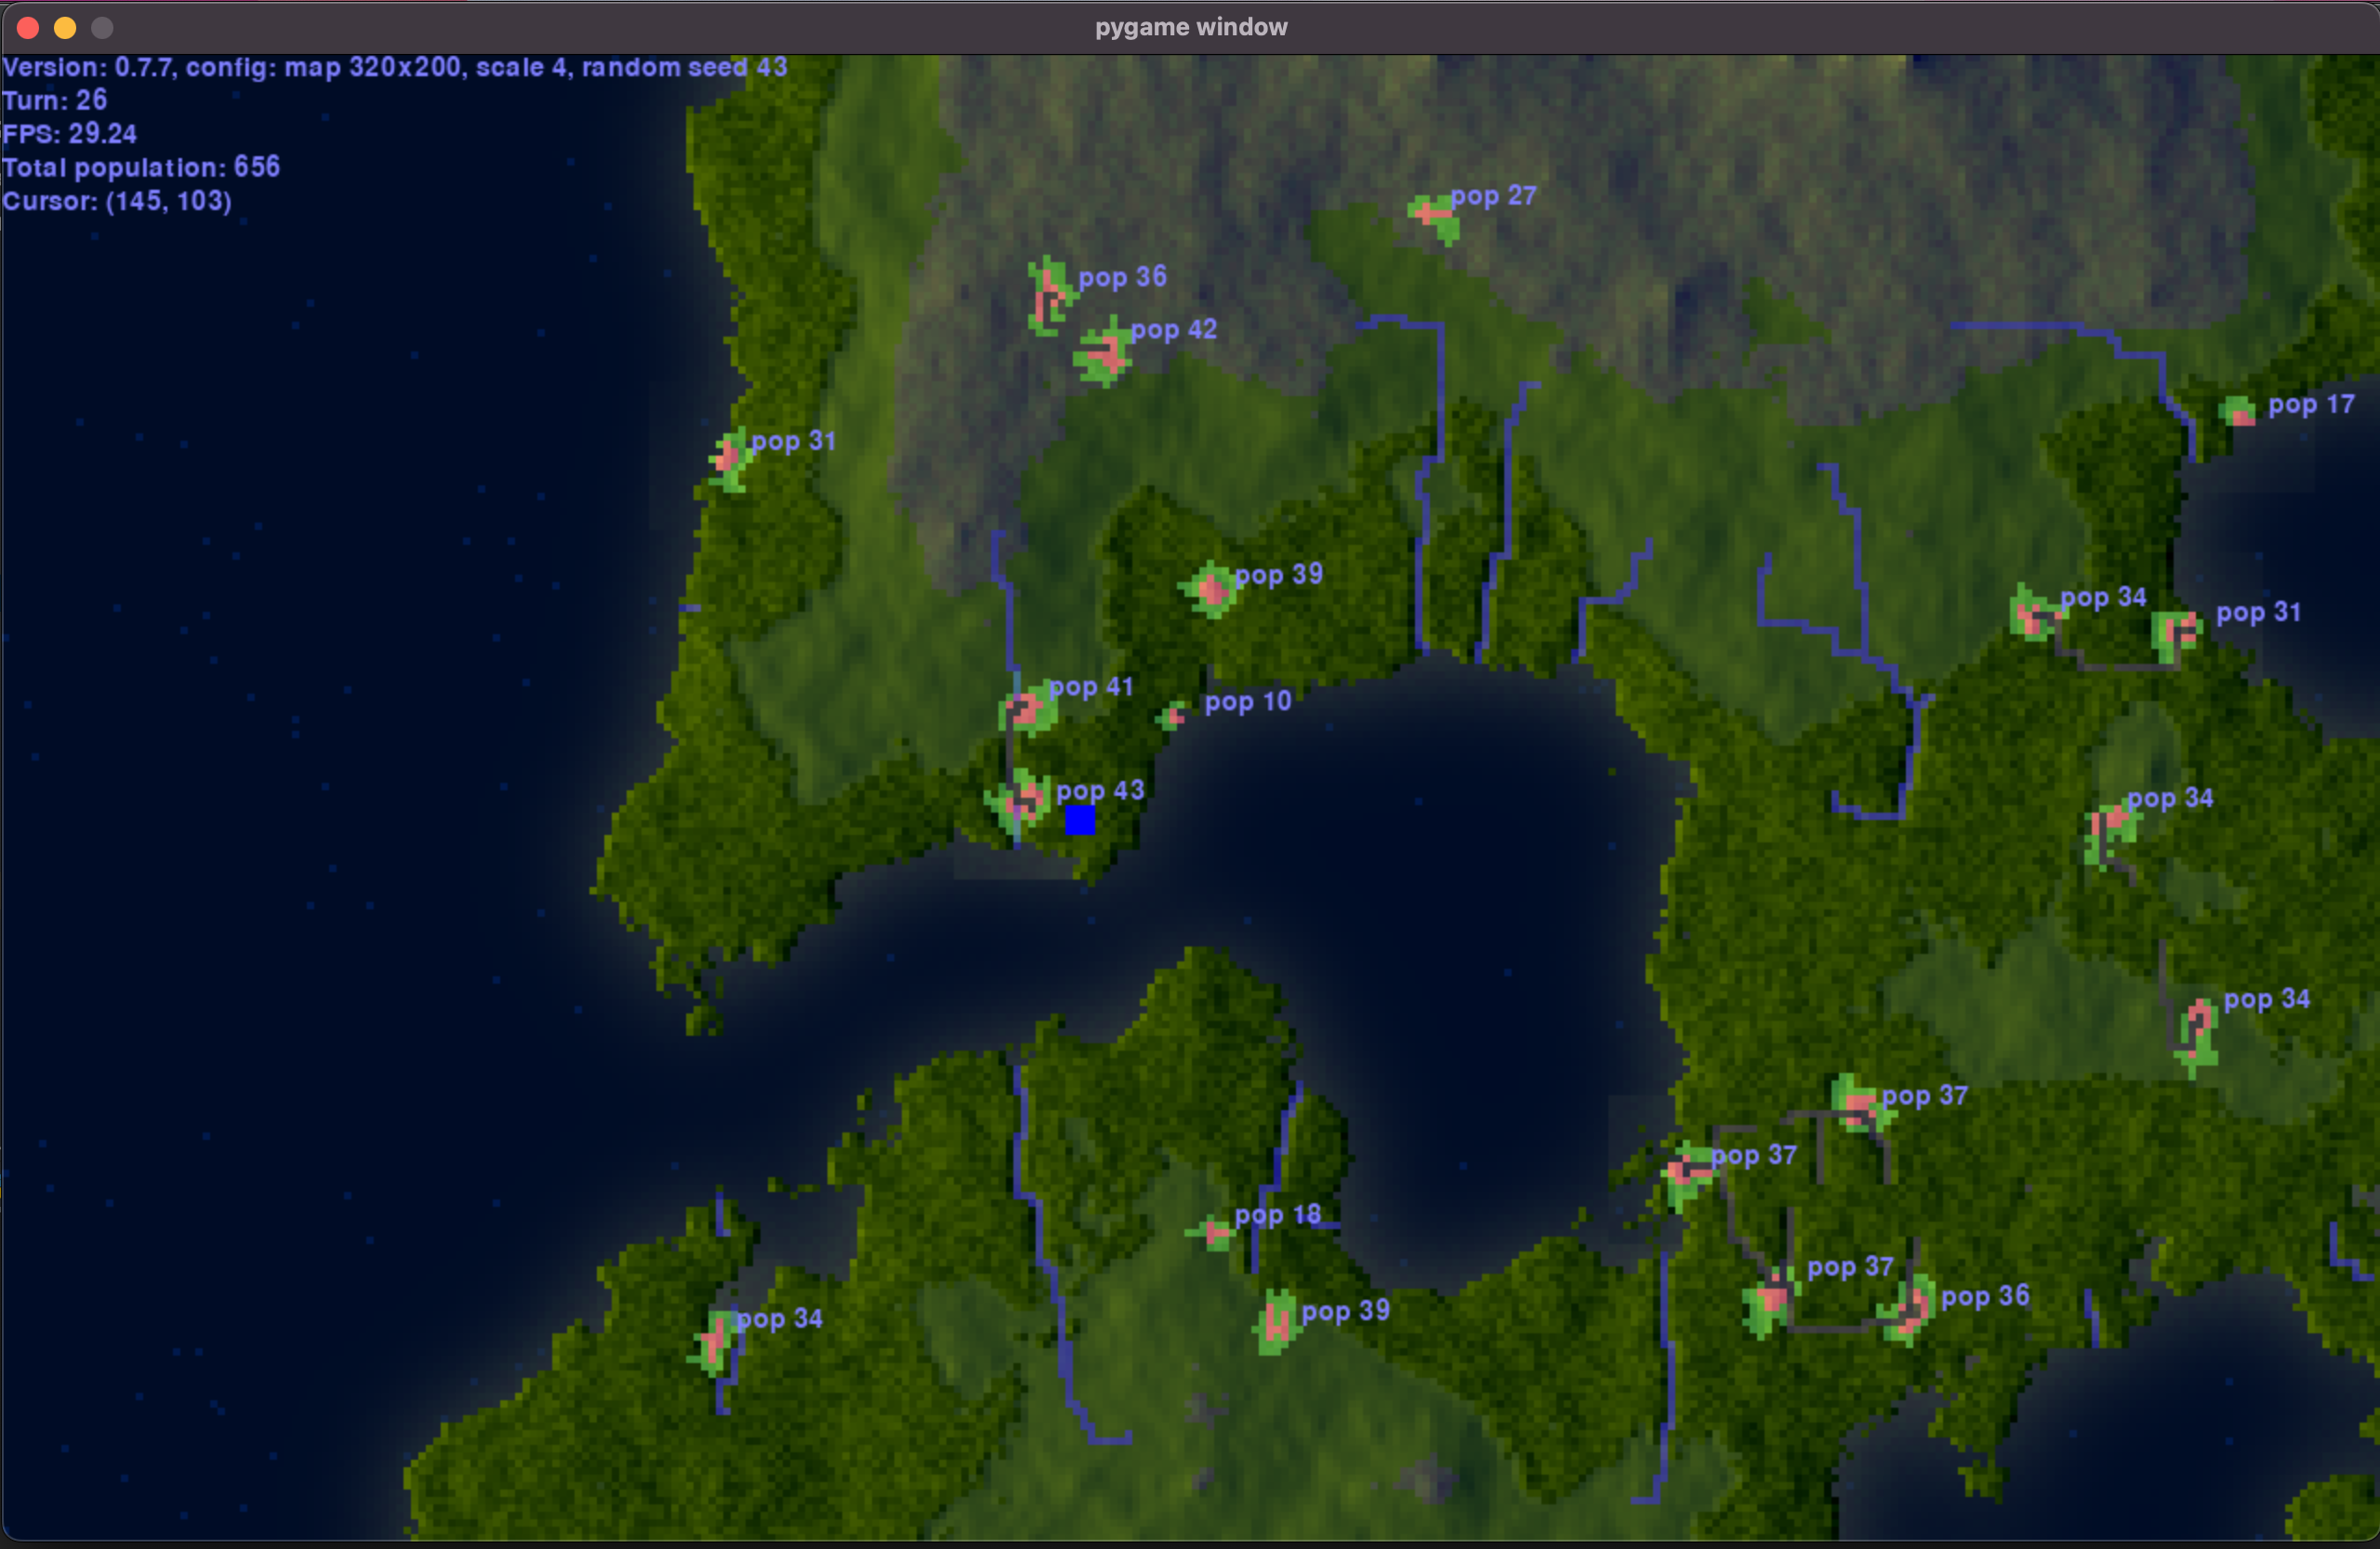 pygame window
Version: 0.7.7, config: map 320x200, scale 4, random seed 43
Turn: 26
FPS: 29.24
Total population: 656
Cursor: (145, 103)
pop 27
pop 36
pop 42
pop 17
pop 31
pop 39
pop 34
pop 31
pop 41
pop 10
pop 43
pop 34
pop 34
pop 37
pop 37
pop 18
pop 37
pop 36
pop 39
pop 34